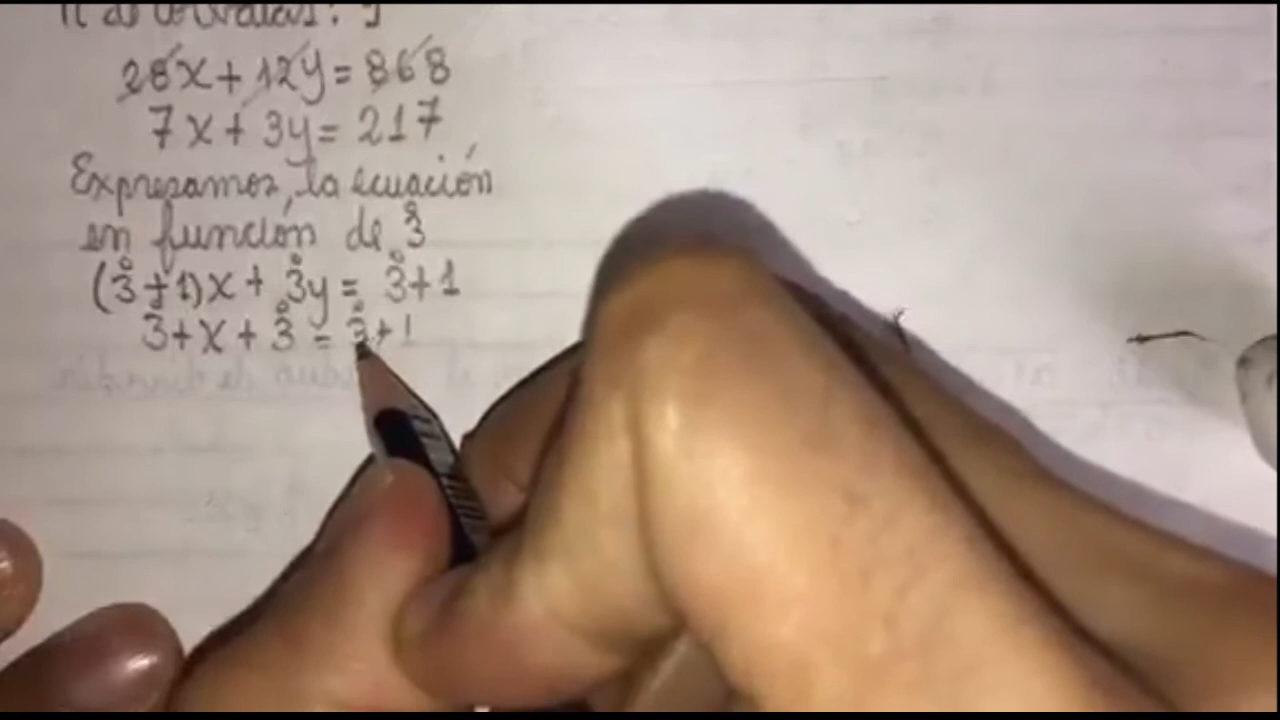 28x + 12y = 868
7x + 3y = 217
Expresamos, la ecuación
en función de 3̊
(3̊+1)x + 3̊y = 3̊+1
3̊+x + 3̊ = 3̊+1